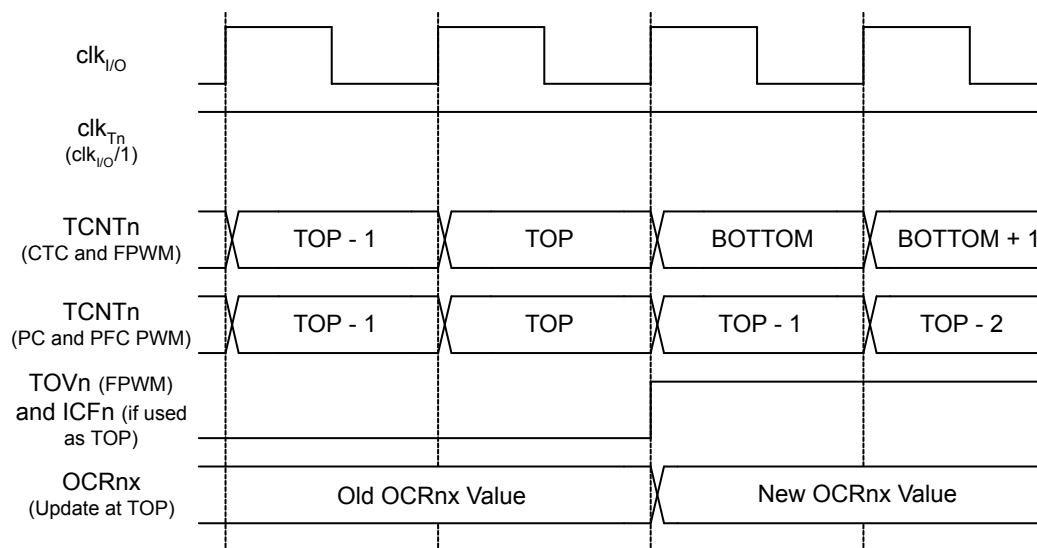 clkI/O
clkTn
(clkI/O/1)
TCNTn
(CTC and FPWM)
TOP - 1 TOP BOTTOM BOTTOM + 1
TCNTn
(PC and PFC PWM)
TOP - 1 TOP TOP - 1 TOP - 2
TOVn (FPWM)
and ICFn (if used
as TOP)
OCRnx
(Update at TOP)
Old OCRnx Value New OCRnx Value